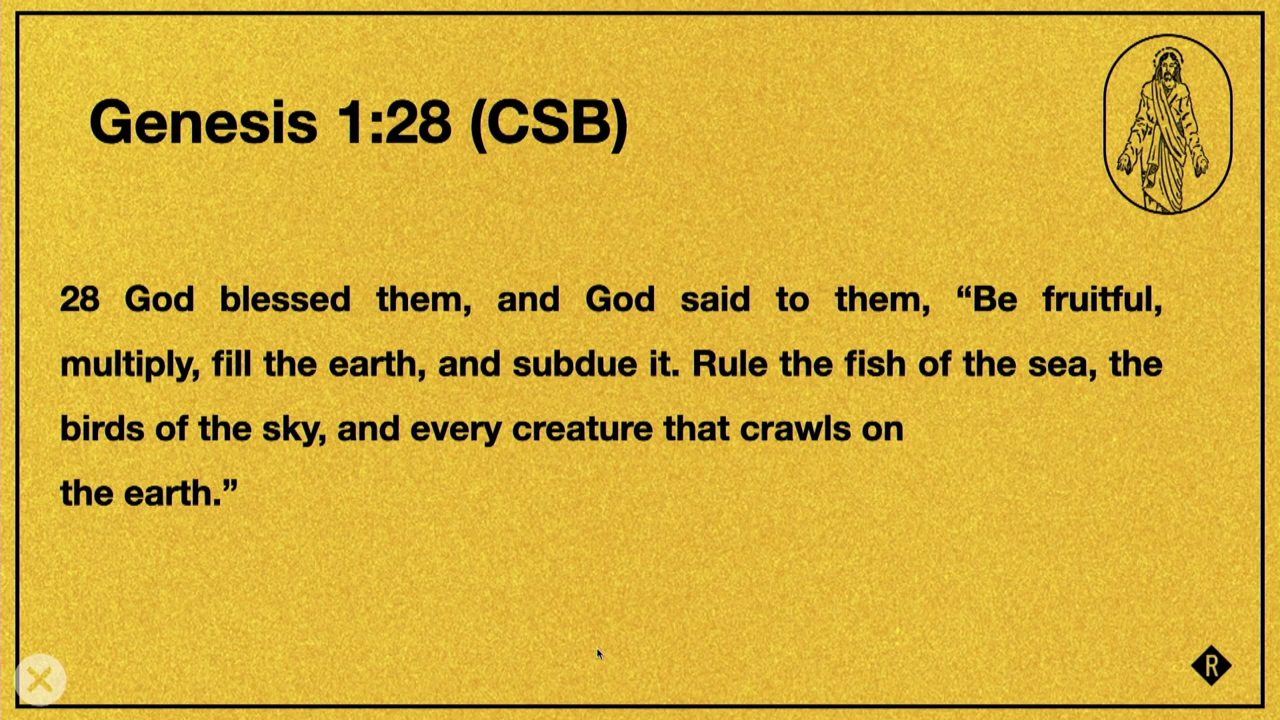 Genesis 1:28 (CSB)
28 God blessed them, and God said to them, “Be fruitful,
multiply, fill the earth, and subdue it. Rule the fish of the sea, the
birds of the sky, and every creature that crawls on
the earth.”
R